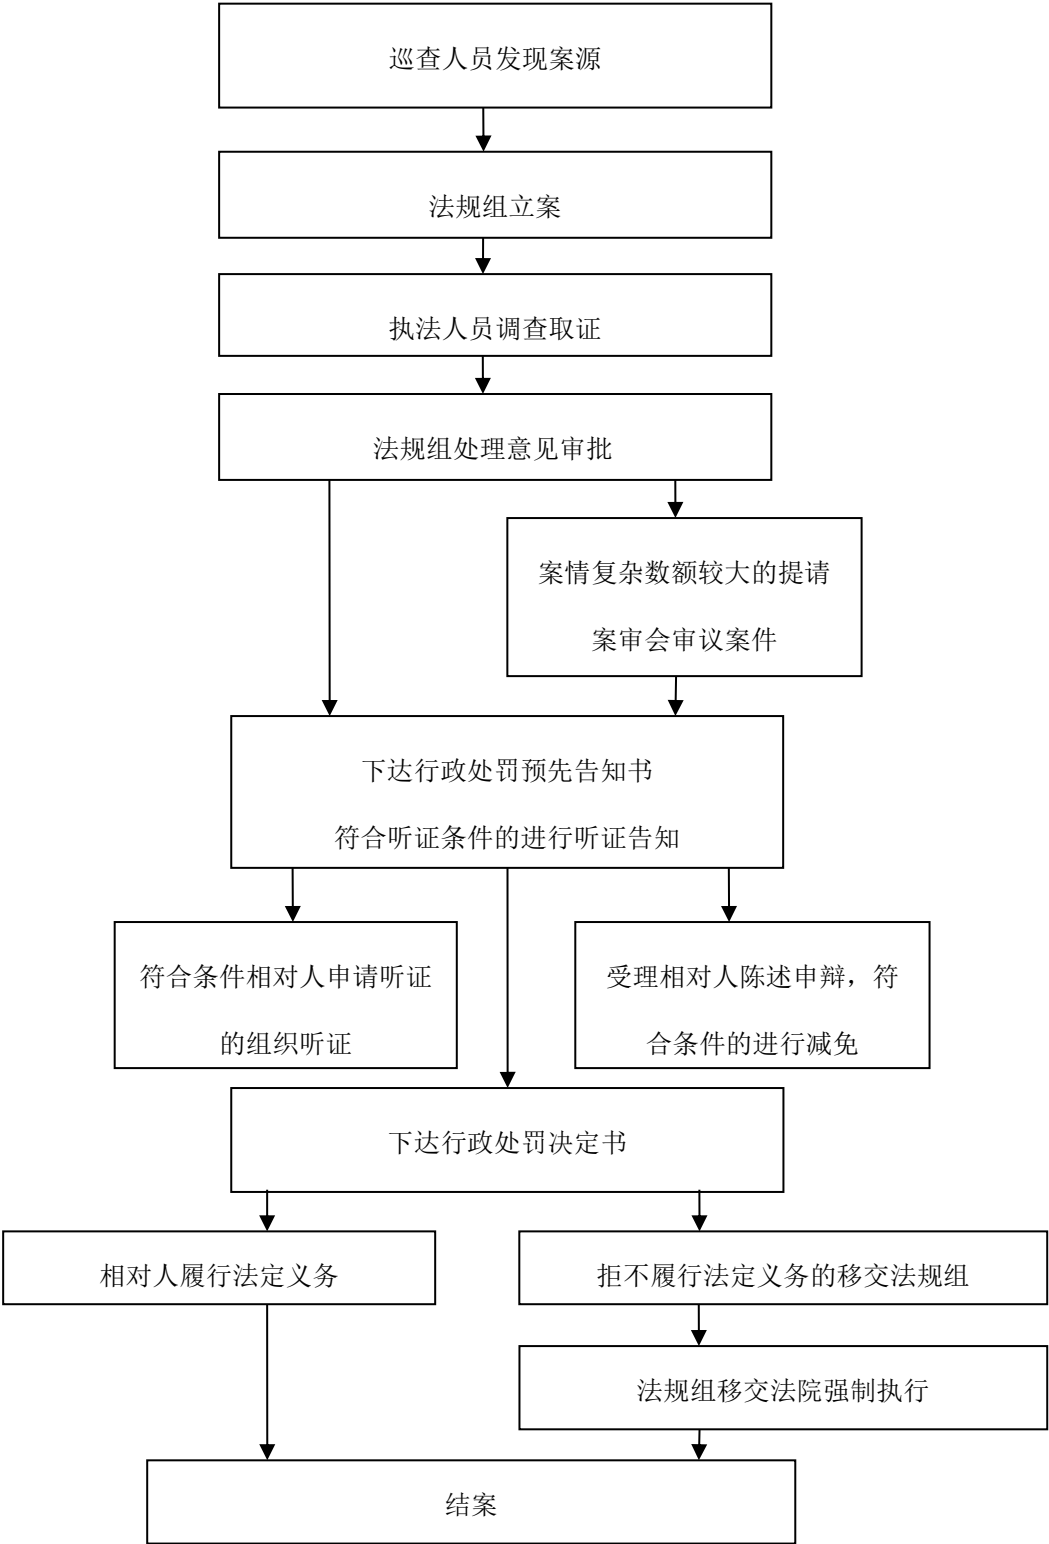 巡查人员发现案源
法规组立案
执法人员调查取证
法规组处理意见审批
案情复杂数额较大的提请
案审会审议案件
下达行政处罚预先告知书
符合听证条件的进行听证告知
符合条件相对人申请听证
的组织听证
受理相对人陈述申辩，符
合条件的进行减免
下达行政处罚决定书
相对人履行法定义务
拒不履行法定义务的移交法规组
法规组移交法院强制执行
结案